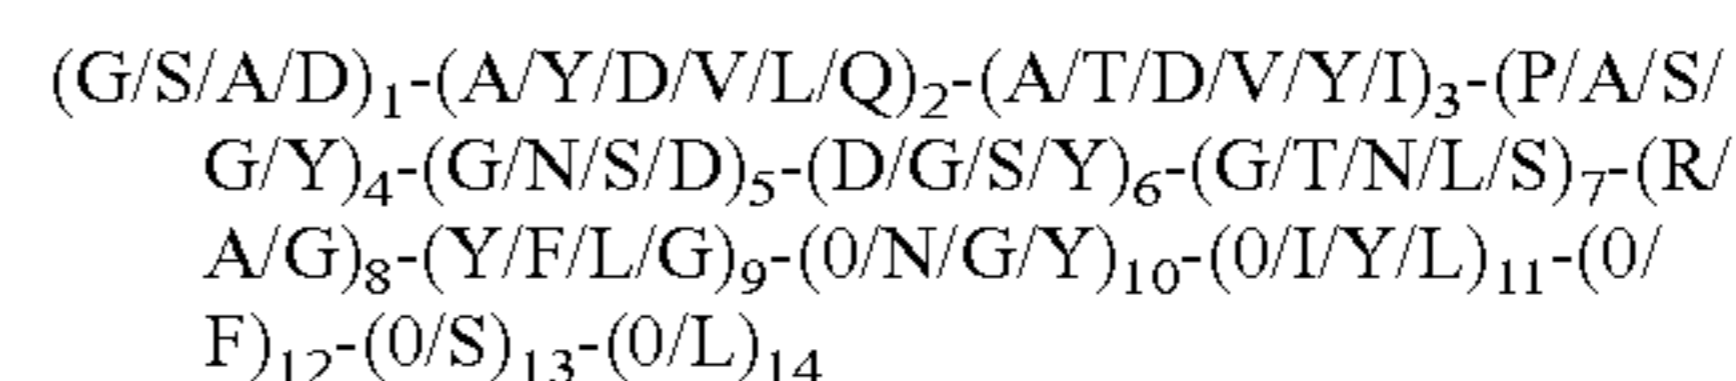 (G/S/A/D)₁-(A/Y/D/V/L/Q)₂-(A/T/D/V/Y/I)₃-(P/A/S/
G/Y)₄-(G/N/S/D)₅-(D/G/S/Y)₆-(G/T/N/L/S)₇-(R/
A/G)₈-(Y/F/L/G)₉-(0/N/G/Y)₁₀-(0/I/Y/L)₁₁-(0/
F)₁₂-(0/S)₁₃-(0/L)₁₄